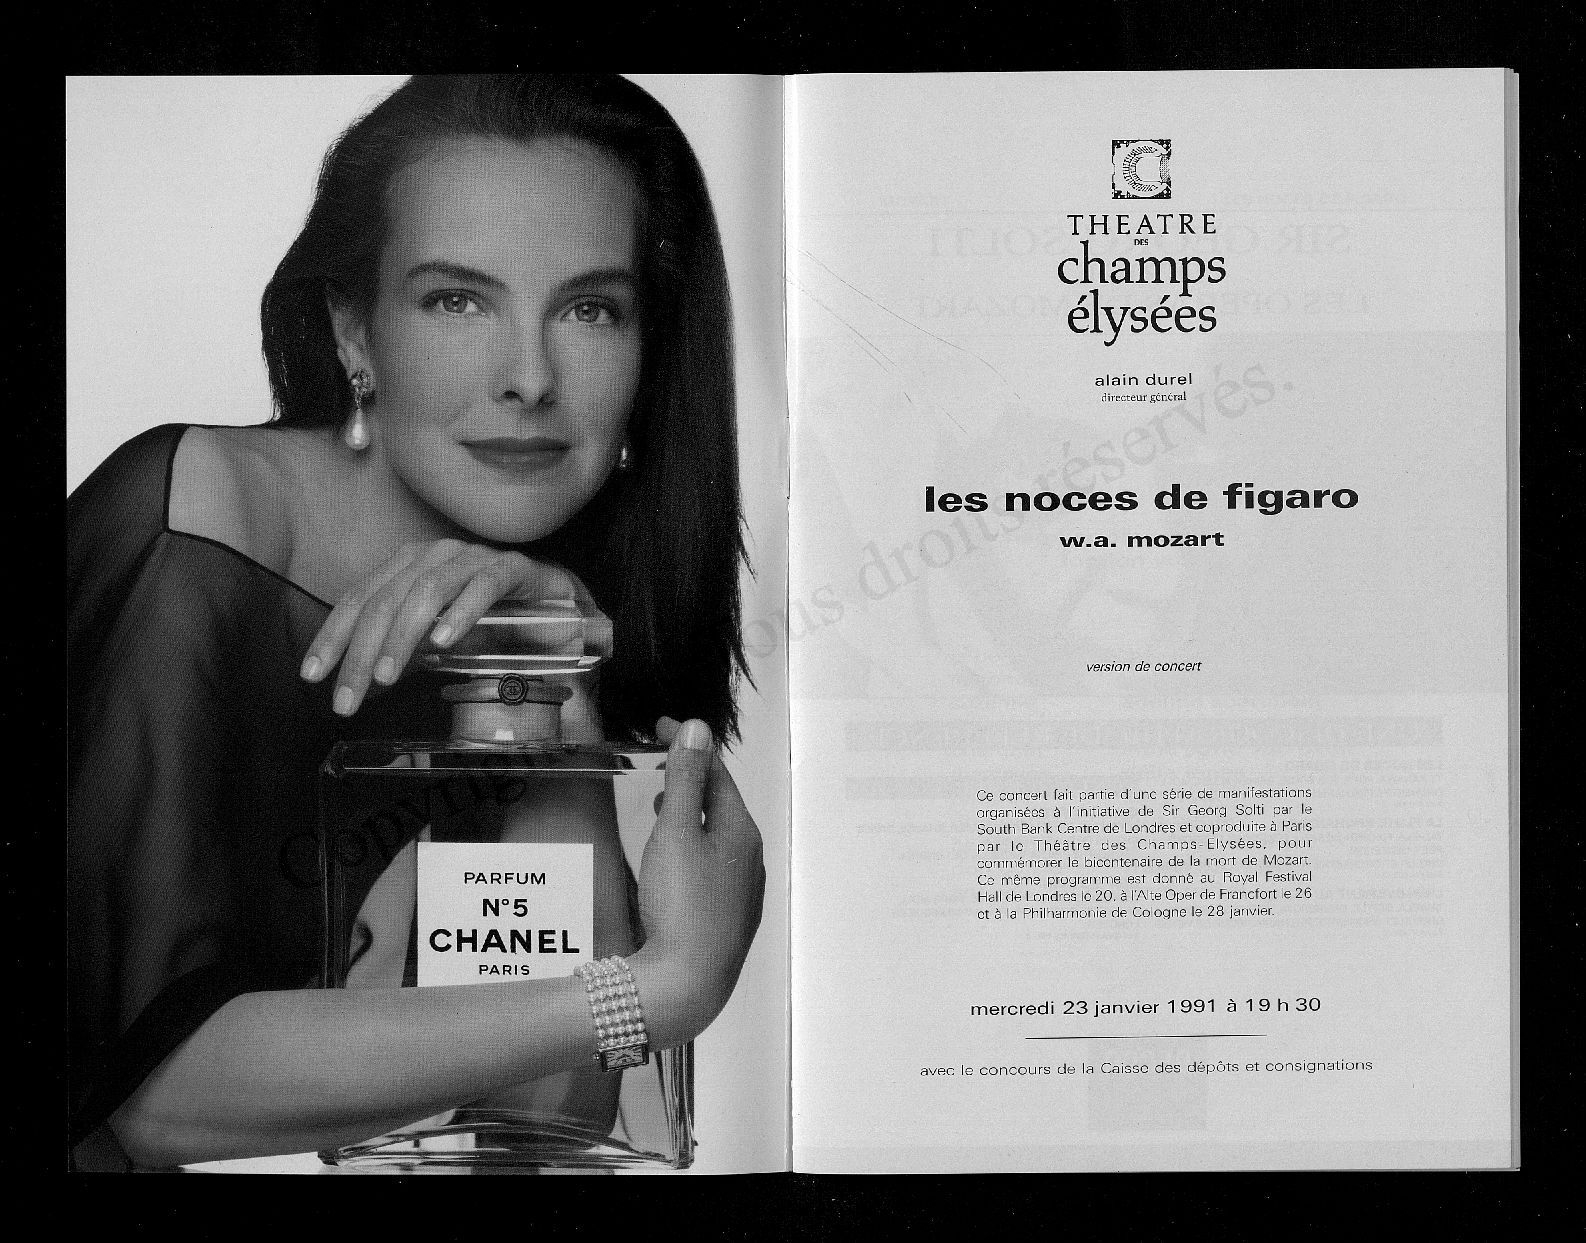 PARFUM
N°5
CHANEL
PARIS
THEATRE
DES
champs
élysées
alain durel
directeur général
les noces de figaro
w.a. mozart
version de concert
Ce concert fait partie d'une série de manifestations
organisées à l'initiative de Sir Georg Solti par le
South Bank Centre de Londres et coproduite à Paris
par le Théâtre des Champs-Elysées, pour
commémorer le bicentenaire de la mort de Mozart.
Ce même programme est donné au Royal Festival
Hall de Londres le 20, à l'Alte Oper de Francfort le 26
et à la Philharmonie de Cologne le 28 janvier.
mercredi 23 janvier 1991 à 19 h 30
avec le concours de la Caisse des dépôts et consignations
droits réservés.